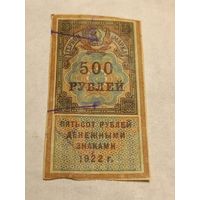 500
РУБЛЕЙ
ПЯТЬСОТ РУБЛЕЙ
ДЕНЕЖНЫМИ
ЗНАКАМИ
1922 г.